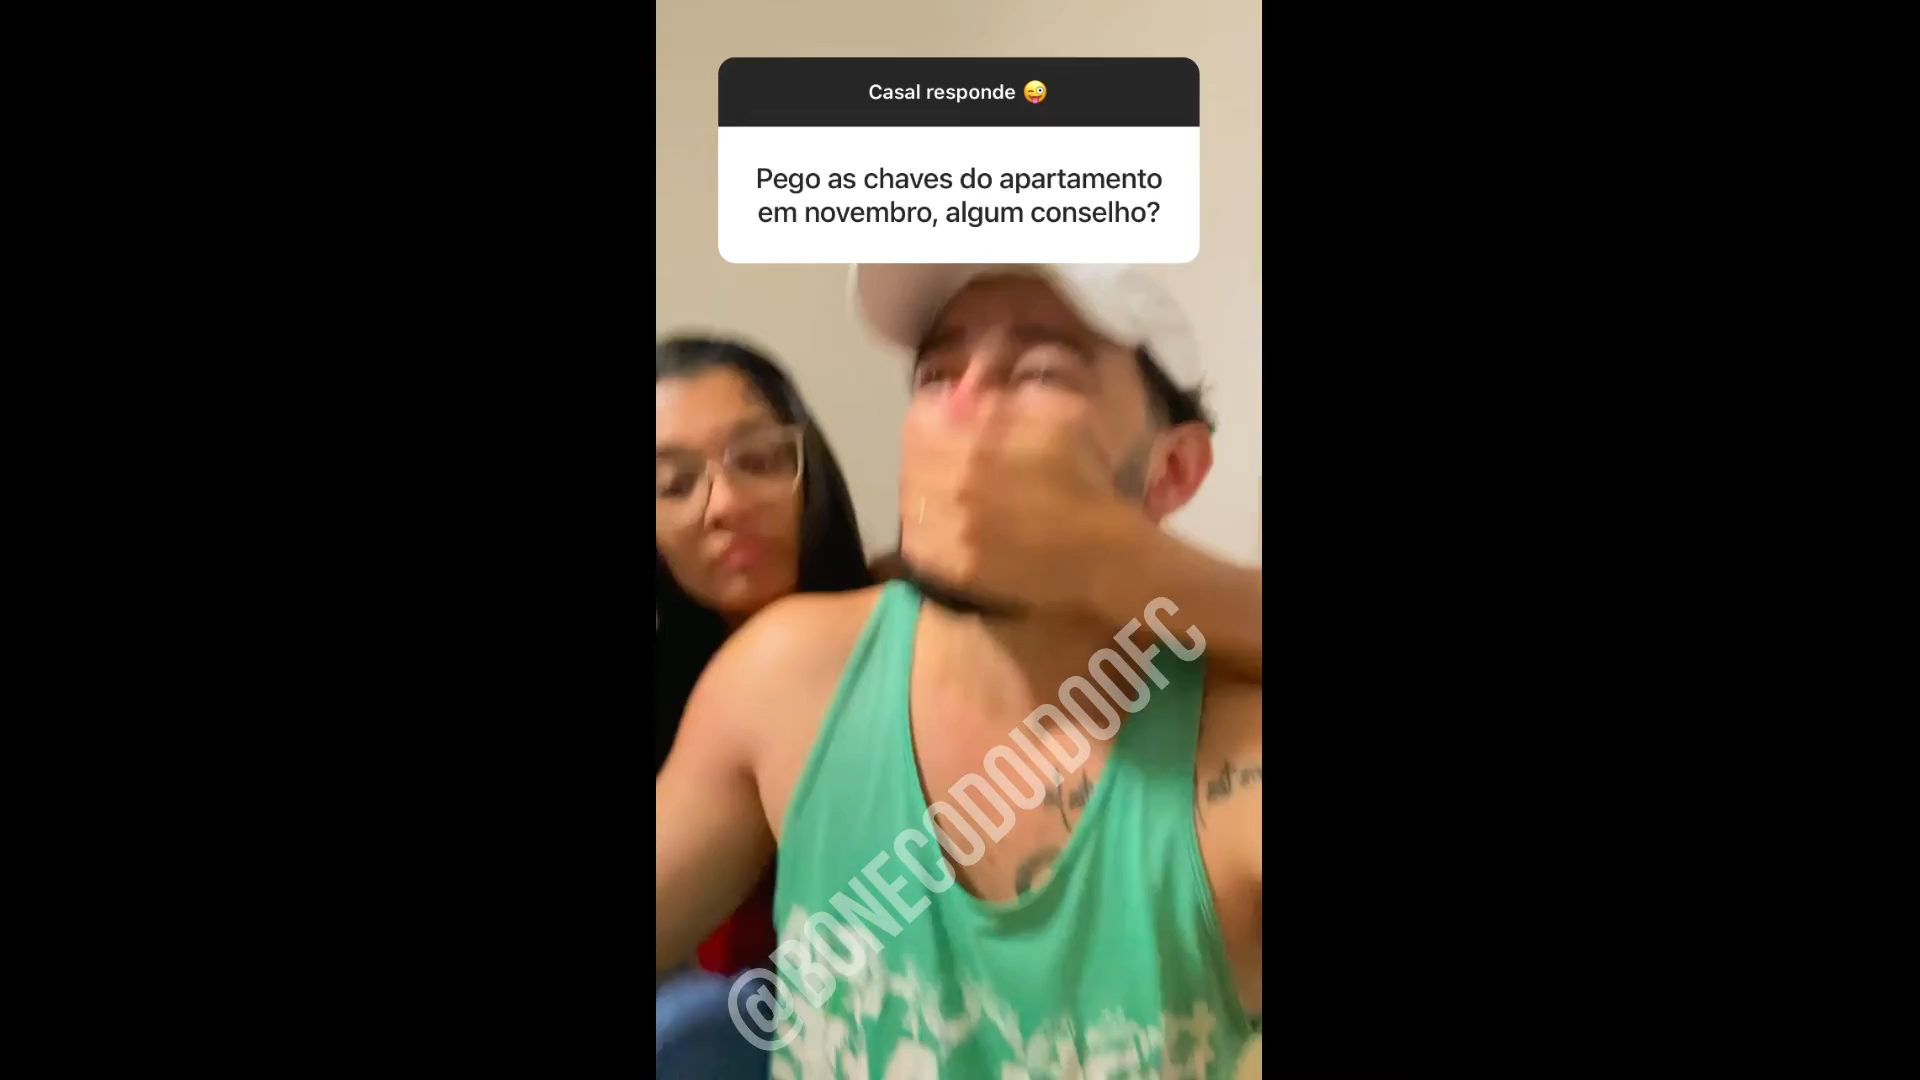 Casal responde 😜
Pego as chaves do apartamento
em novembro, algum conselho?
@BONECODOIDOOFC